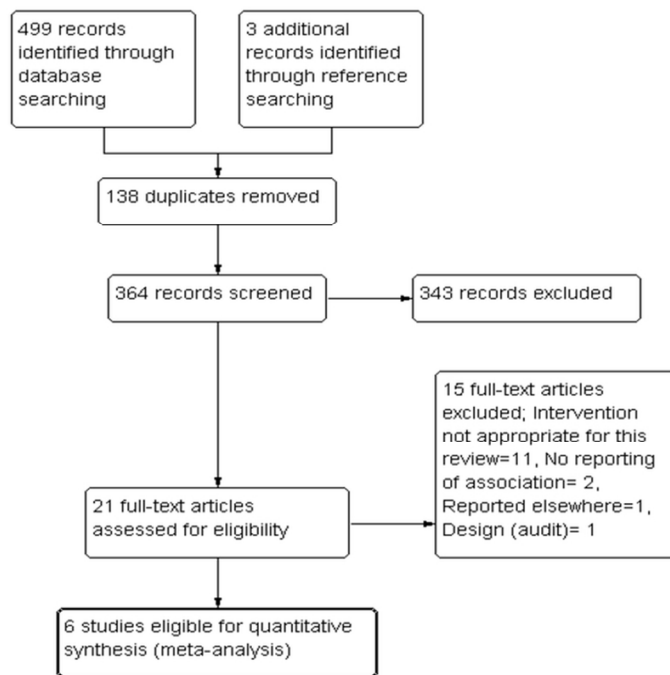 499 records
identified through
database
searching
3 additional
records identified
through reference
searching
138 duplicates removed
364 records screened
343 records excluded
15 full-text articles
excluded; Intervention
not appropriate for this
review=11, No reporting
of association= 2,
Reported elsewhere=1,
Design (audit)= 1
21 full-text articles
assessed for eligibility
6 studies eligible for quantitative
synthesis (meta-analysis)